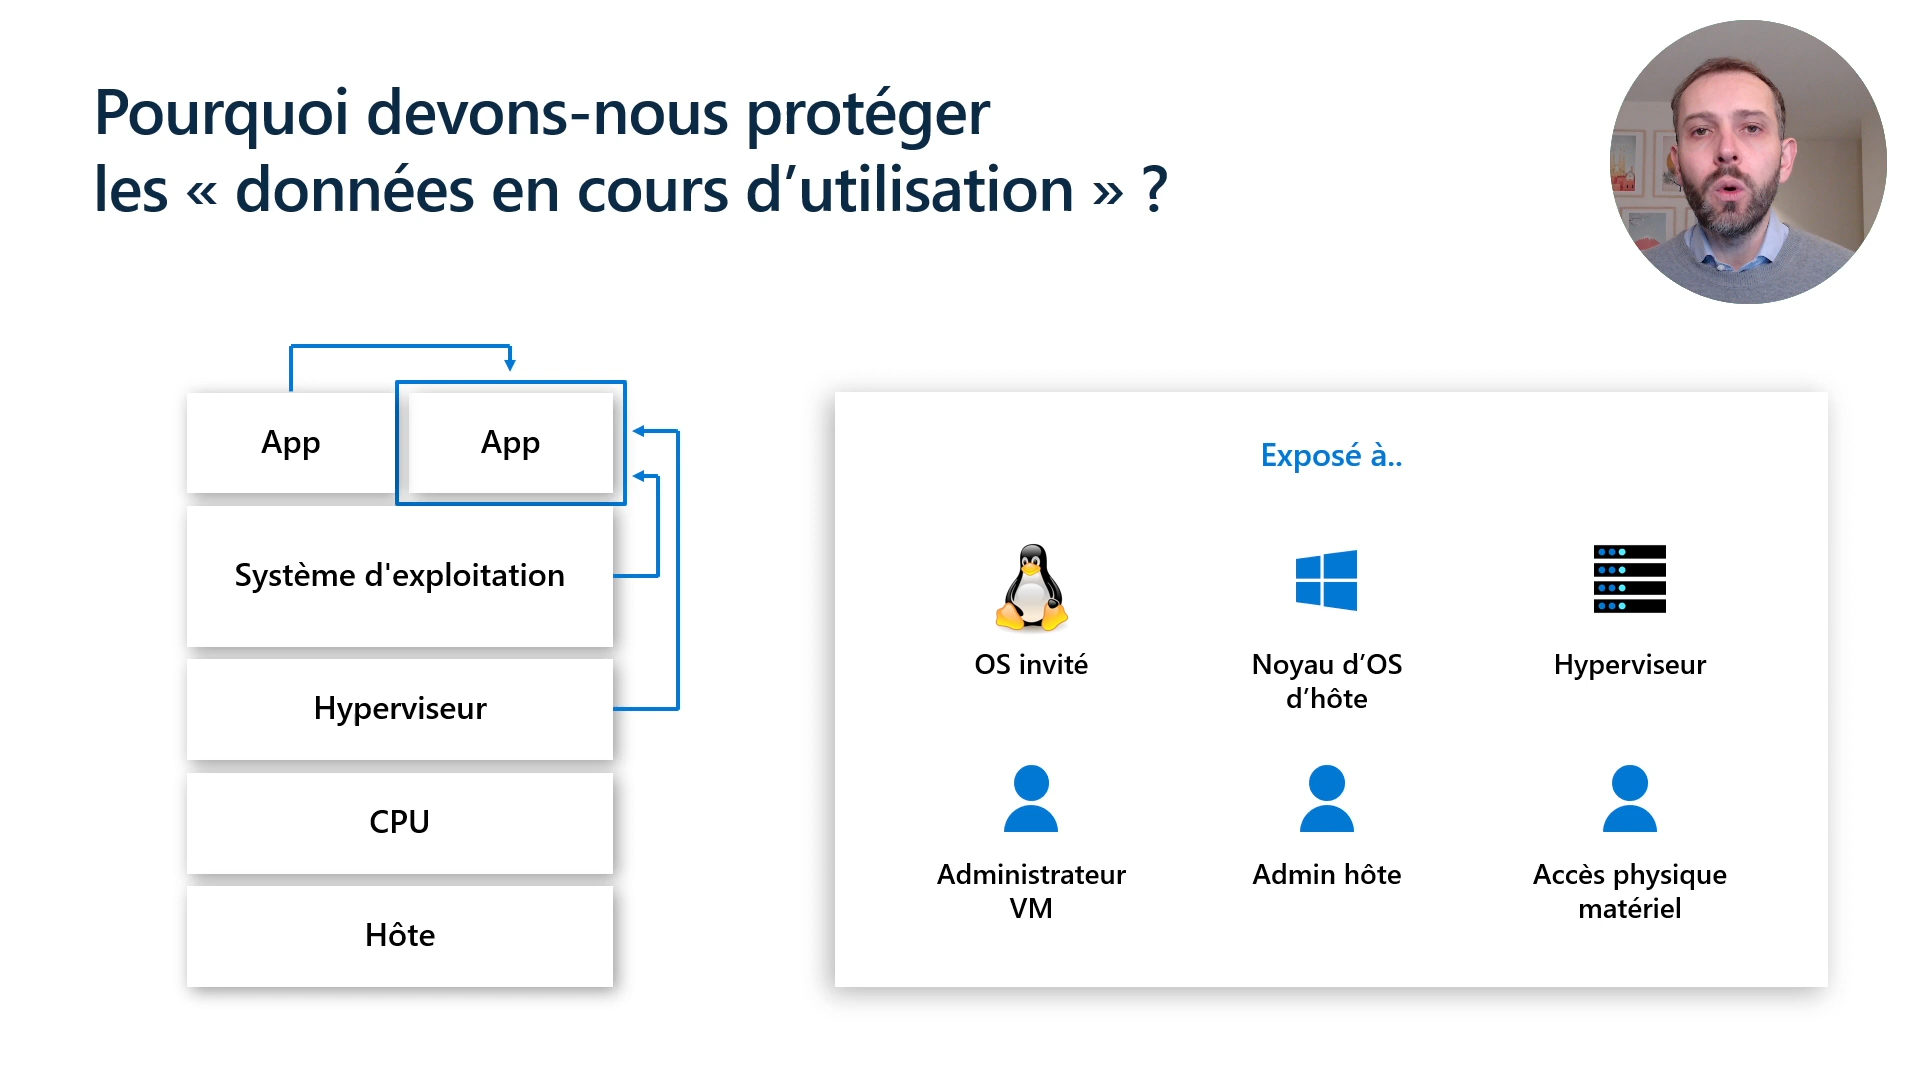 Pourquoi devons-nous protéger
les « données en cours d’utilisation » ?
App
App
Système d'exploitation
Hyperviseur
CPU
Hôte
Exposé à..
OS invité
Noyau d’OS
d’hôte
Hyperviseur
Administrateur
VM
Admin hôte
Accès physique
matériel